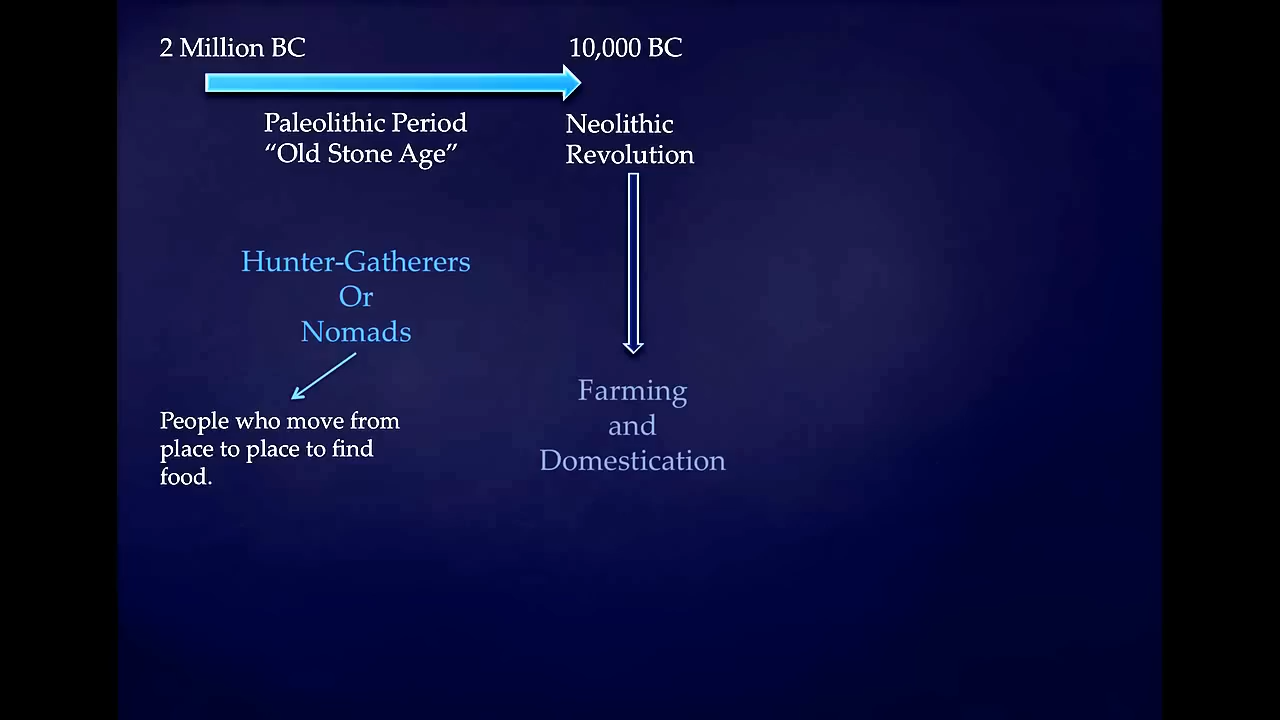 2 Million BC
10,000 BC
Paleolithic Period
“Old Stone Age”
Neolithic
Revolution
Hunter-Gatherers
Or
Nomads
People who move from
place to place to find
food.
Farming
and
Domestication